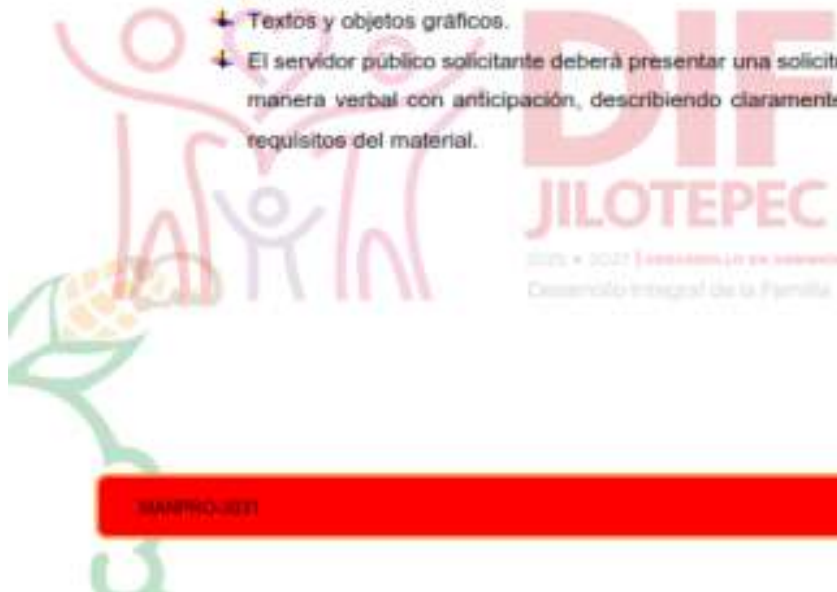 Textos y objetos gráficos.
El servidor público solicitante deberá presentar una solicit
manera verbal con anticipación, describiendo claramente
requisitos del material.
DIF
JILOTEPEC
Desarrollo Integral de la Familia